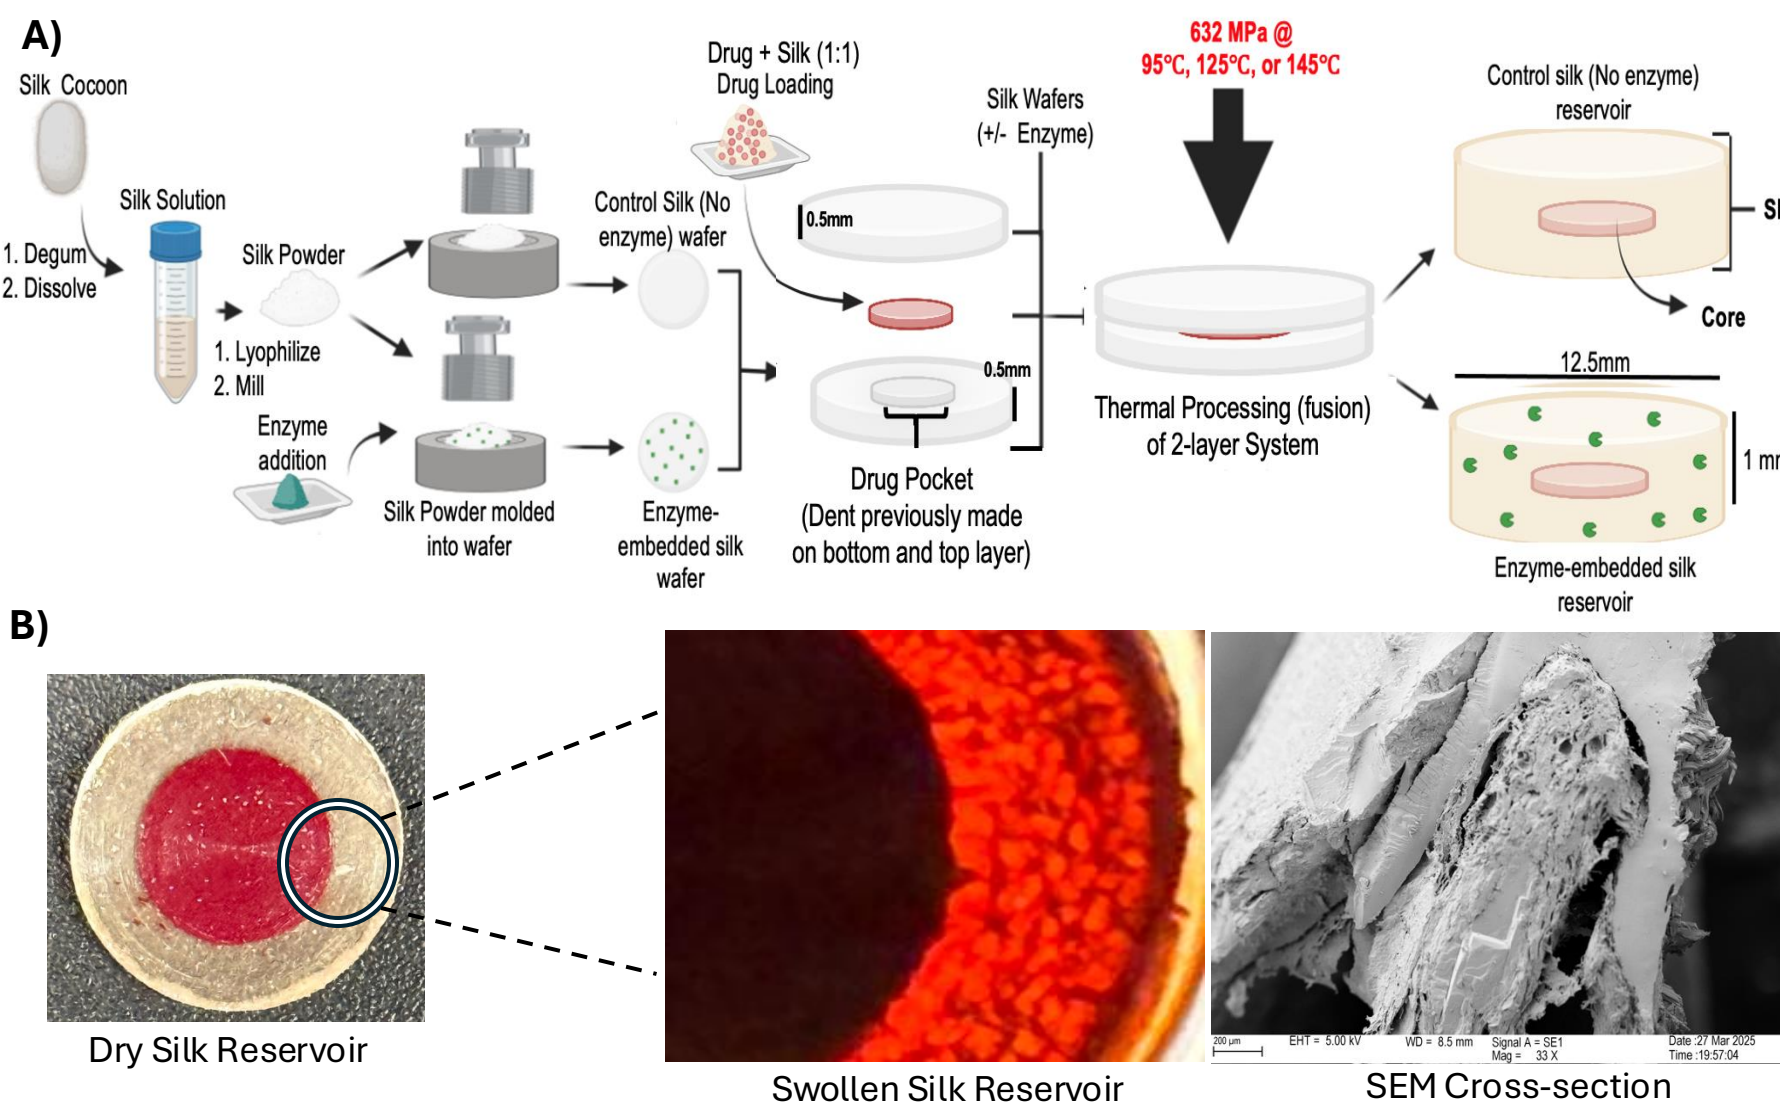 A)
Silk Cocoon
1. Degum
2. Dissolve
Silk Solution
Silk Powder
1. Lyophilize
2. Mill
Enzyme
addition
Silk Powder molded
into wafer
Control Silk (No
enzyme) wafer
Enzyme-
embedded silk
wafer
Drug + Silk (1:1)
Drug Loading
0.5mm
0.5mm
Silk Wafers
(+/- Enzyme)
Drug Pocket
(Dent previously made
on bottom and top layer)
632 MPa @
95℃, 125℃, or 145℃
Thermal Processing (fusion)
of 2-layer System
Control silk (No enzyme)
reservoir
Core
12.5mm
1 m
Enzyme-embedded silk
reservoir
B)
Dry Silk Reservoir
Swollen Silk Reservoir
200 µm
EHT = 5.00 kV
WD = 8.5 mm
Signal A = SE1
Mag = 33 X
Date :27 Mar 2025
Time :19:57:04
SEM Cross-section